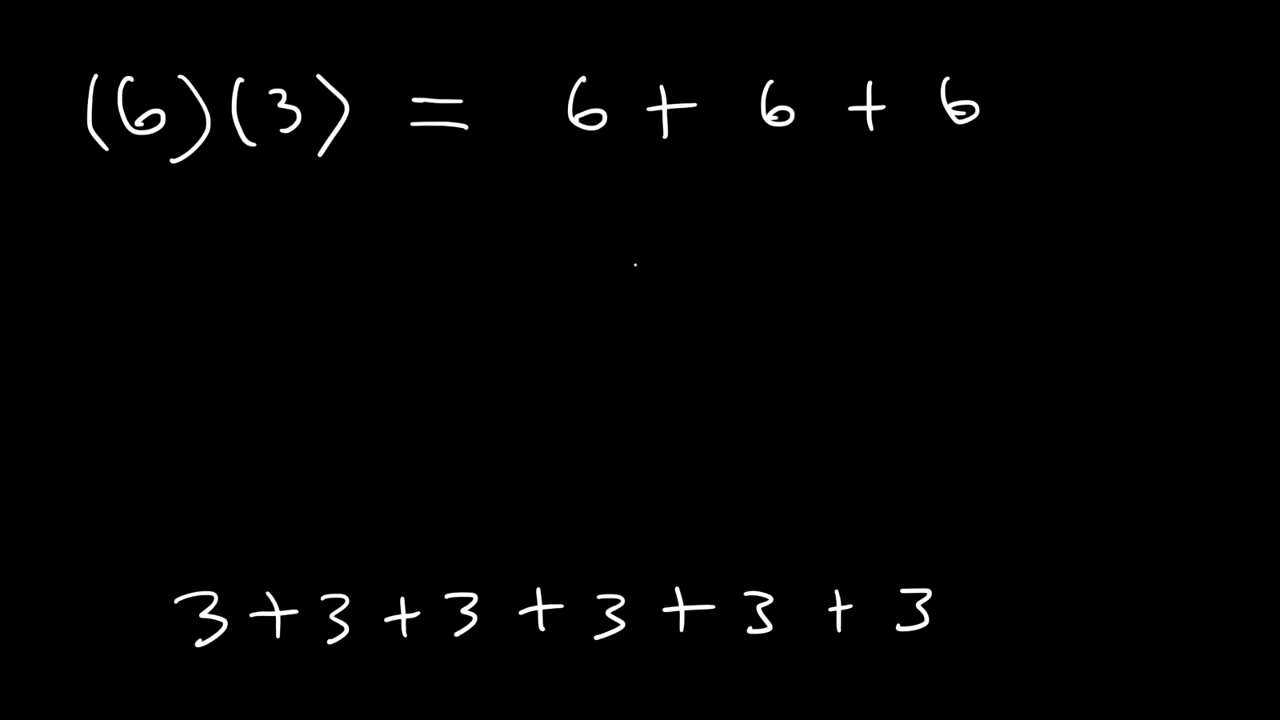 (6)(3) = 6 + 6 + 6
3 + 3 + 3 + 3 + 3 + 3